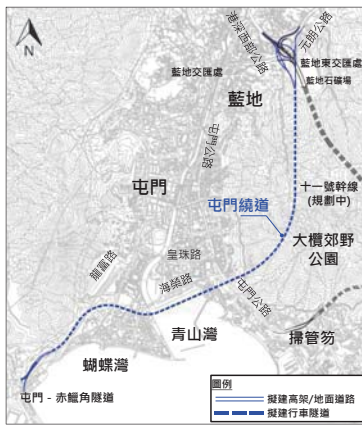 N
港深西部公路
元朗公路
藍地東交匯處
藍地交匯處
藍地石礦場
藍地
屯門公路
屯門
十一號幹線
(規劃中)
屯門繞道
大欖郊野
公園
皇珠路
龍富路
海榮路
屯門公路
青山灣
掃管笏
蝴蝶灣
屯門 - 赤鱲角隧道
圖例
擬建高架/地面道路
擬建行車隧道